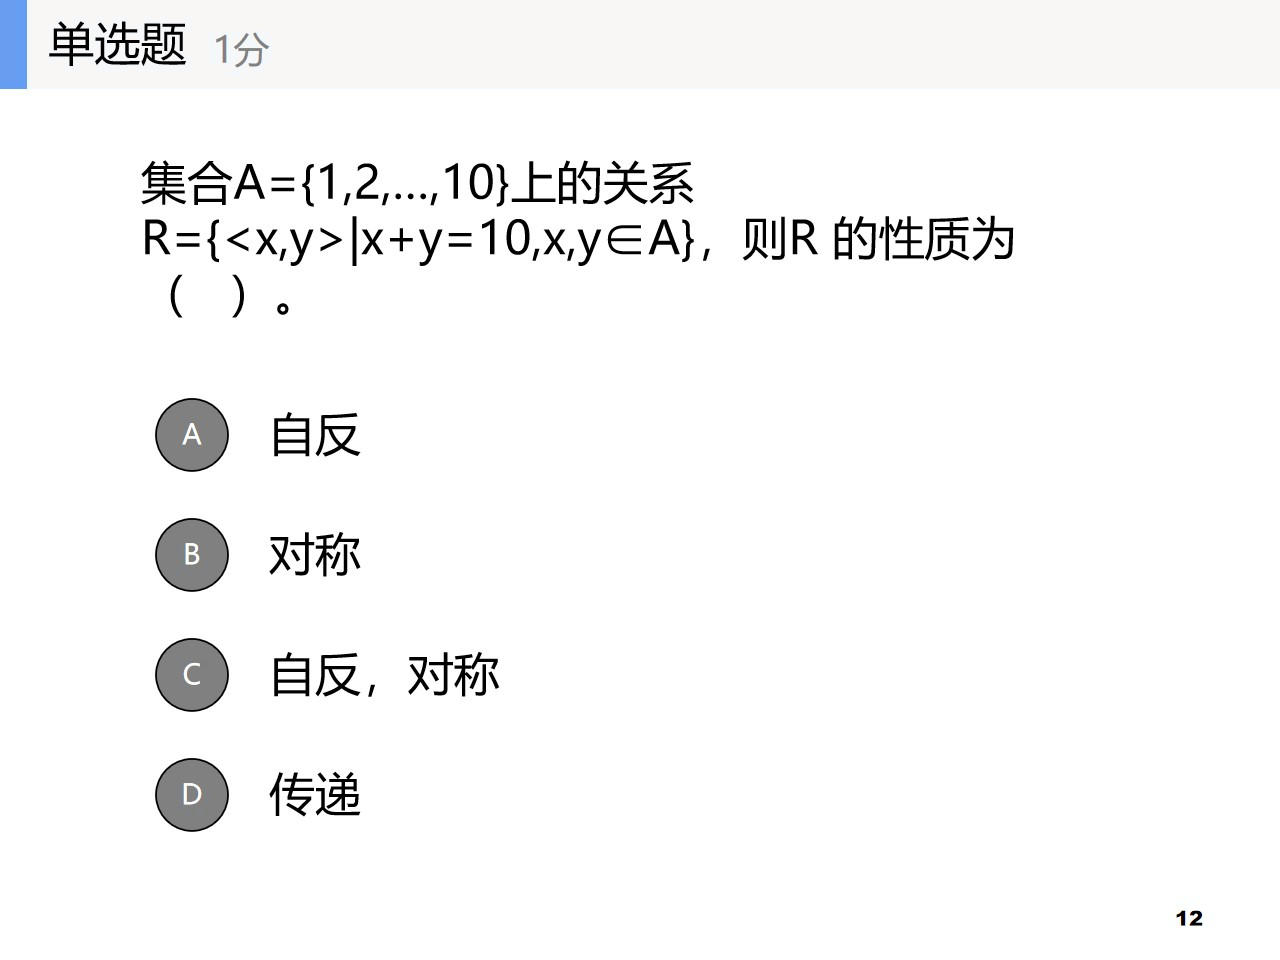 单选题 1分
集合A={1,2,…,10}上的关系
R={<x,y>|x+y=10,x,y∈A}，则R 的性质为
（ ）。
A 自反
B 对称
C 自反，对称
D 传递
12